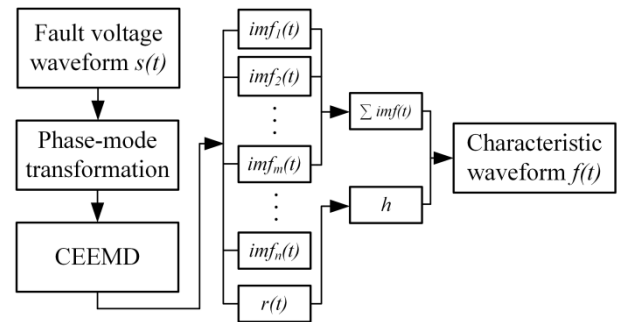 Fault voltage
waveform s(t)
Phase-mode
transformation
CEEMD
imf₁(t)
imf₂(t)
⋮
imfₘ(t)
⋮
imfₙ(t)
r(t)
∑ imf(t)
h
Characteristic
waveform f(t)